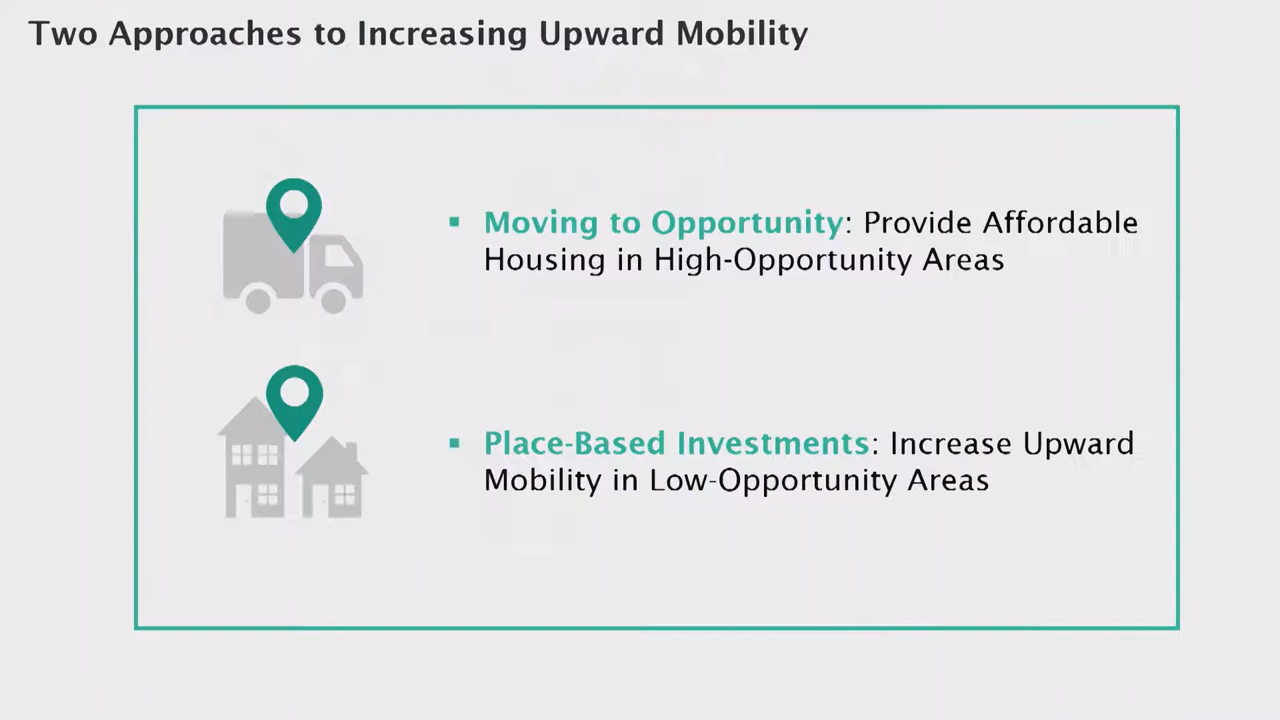 Two Approaches to Increasing Upward Mobility
▪ Moving to Opportunity: Provide Affordable
Housing in High-Opportunity Areas
▪ Place-Based Investments: Increase Upward
Mobility in Low-Opportunity Areas